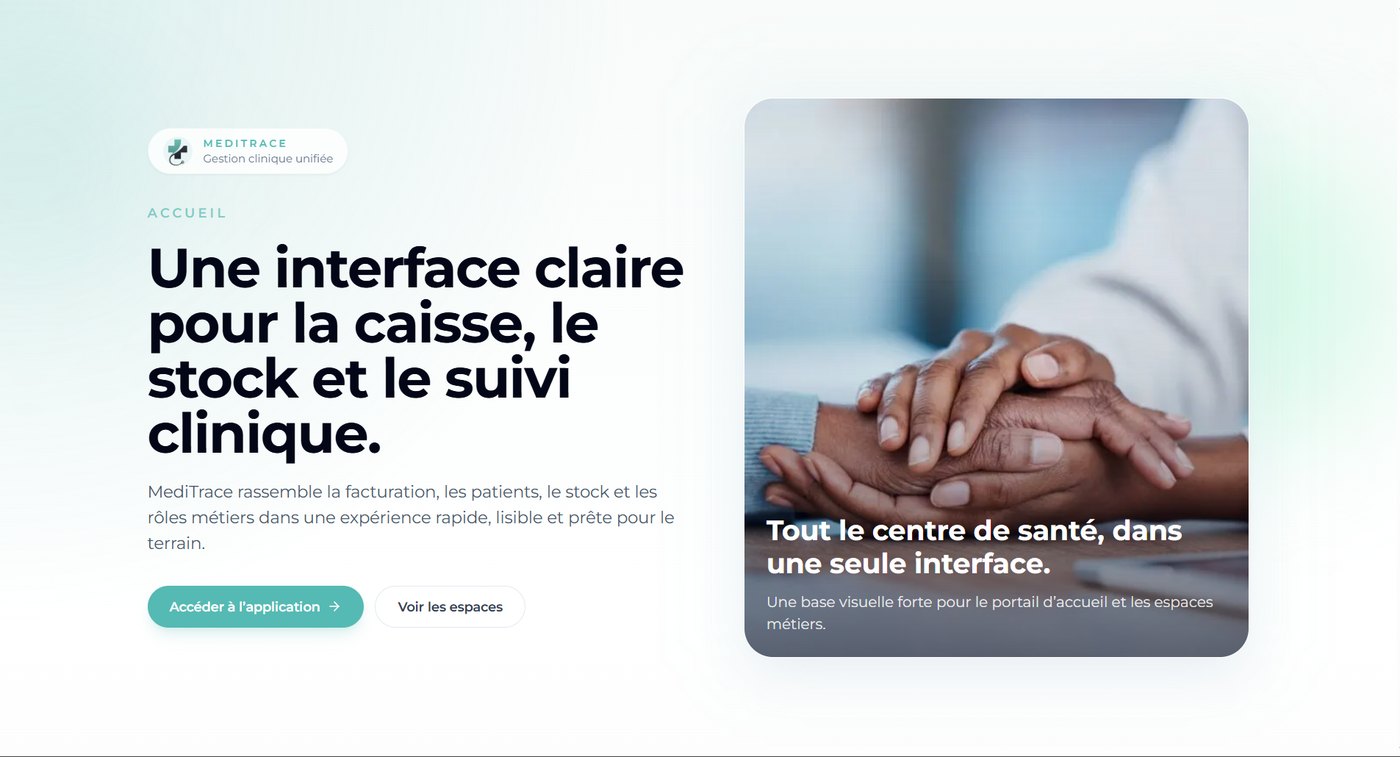 MEDITRACE
Gestion clinique unifiée
ACCUEIL
Une interface claire
pour la caisse, le
stock et le suivi
clinique.
MediTrace rassemble la facturation, les patients, le stock et les
rôles métiers dans une expérience rapide, lisible et prête pour le
terrain.
Accéder à l’application →
Voir les espaces
Tout le centre de santé, dans
une seule interface.
Une base visuelle forte pour le portail d’accueil et les espaces
métiers.